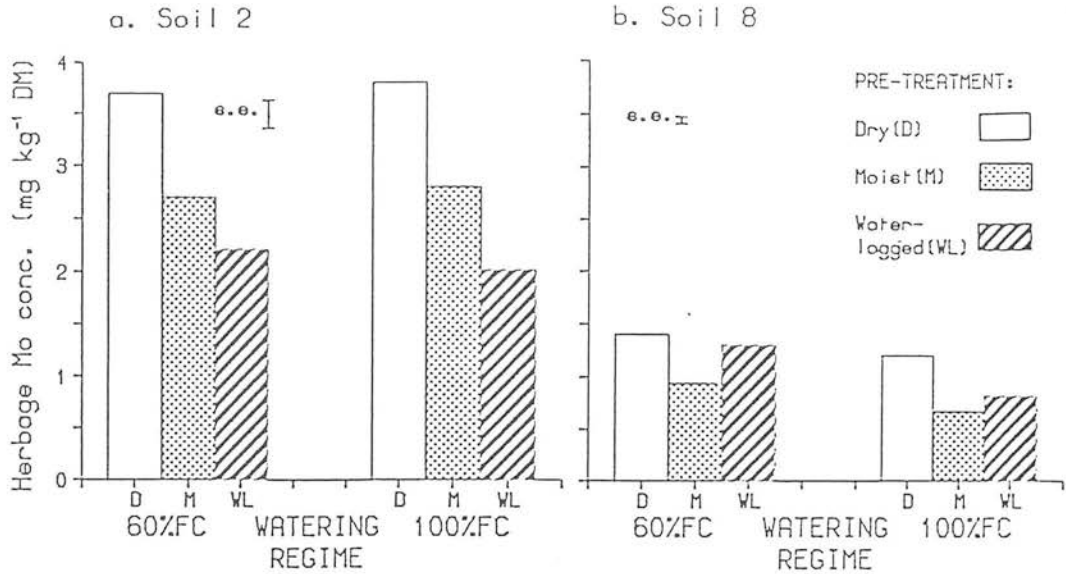 a. Soil 2
b. Soil 8
Herbage Mo conc. (mg kg⁻¹ DM)
4
3
2
1
0
s.e.
s.e.
PRE-TREATMENT:
Dry(D)
Moist(M)
Water-
logged(WL)
D M WL D M WL
60%FC WATERING 100%FC
REGIME
D M WL D M WL
60%FC WATERING 100%FC
REGIME